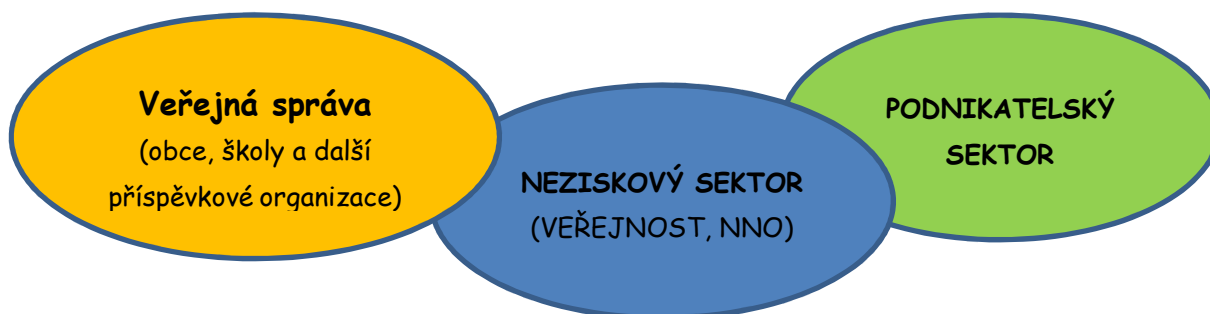 Veřejná správa
(obce, školy a další
příspěvkové organizace)
NEZISKOVÝ SEKTOR
(VEŘEJNOST, NNO)
PODNIKATELSKÝ
SEKTOR